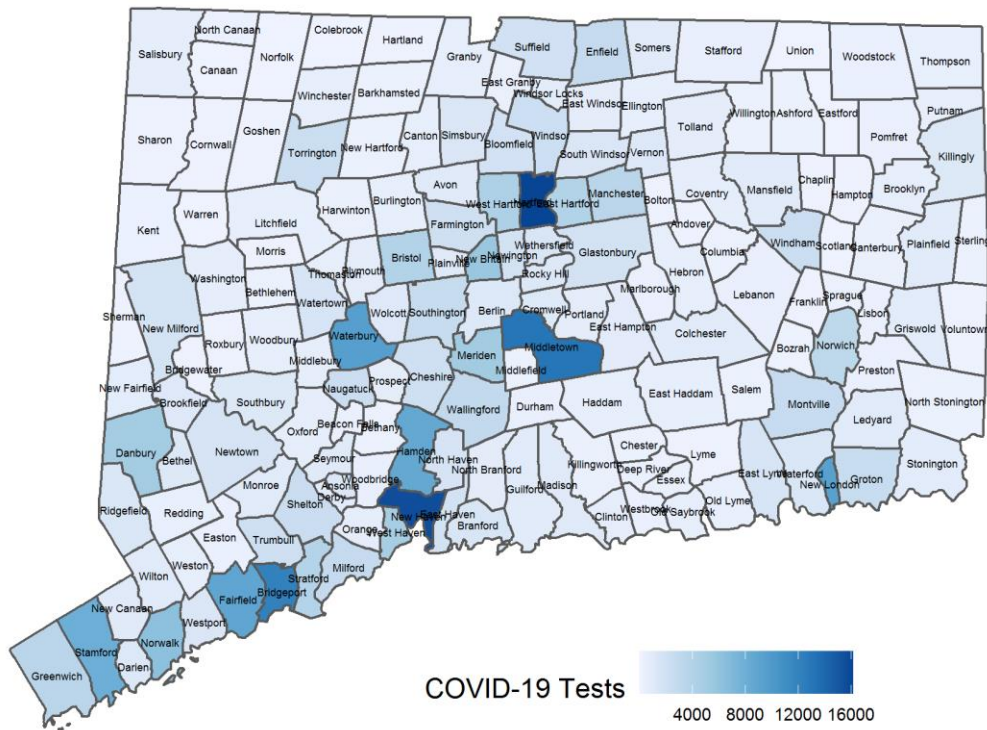 North Canaan
Colebrook
Hartland
Suffield
Enfield
Somers
Stafford
Union
Woodstock
Thompson
Salisbury
Canaan
Norfolk
Granby
East Granby
Windsor Locks
Winchester
Barkhamsted
East Windsor
Ellington
Willington
Ashford
Eastford
Putnam
Sharon
Cornwall
Goshen
Torrington
New Hartford
Canton
Simsbury
Bloomfield
Windsor
South Windsor
Vernon
Tolland
Pomfret
Killingly
Avon
West Hartford
East Hartford
Manchester
Bolton
Coventry
Mansfield
Chaplin
Hampton
Brooklyn
Kent
Warren
Litchfield
Harwinton
Burlington
Farmington
Andover
Columbia
Windham
Scotland
Canterbury
Plainfield
Sterling
Morris
Bristol
Plainville
New Britain
Newington
Wethersfield
Glastonbury
Washington
Bethlehem
Thomaston
Plymouth
Rocky Hill
Hebron
Marlborough
Lebanon
Franklin
Sprague
Lisbon
Sherman
New Milford
Watertown
Wolcott
Southington
Berlin
Cromwell
Portland
East Hampton
Colchester
Griswold
Voluntown
Roxbury
Woodbury
Waterbury
Middletown
Bozrah
Norwich
Bridgewater
Middlebury
Meriden
Middlefield
Preston
New Fairfield
Brookfield
Southbury
Naugatuck
Prospect
Cheshire
Wallingford
Durham
Haddam
East Haddam
Salem
Montville
North Stonington
Danbury
Bethel
Newtown
Oxford
Beacon Falls
Bethany
Hamden
Ledyard
Seymour
North Haven
Chester
Lyme
Monroe
Ansonia
Derby
Woodbridge
North Branford
Guilford
Madison
Killingworth
Deep River
Essex
East Lyme
Waterford
New London
Groton
Stonington
Ridgefield
Redding
Shelton
Orange
New Haven
East Haven
West Haven
Branford
Clinton
Westbrook
Old Saybrook
Old Lyme
Easton
Trumbull
Wilton
Weston
Stratford
Milford
New Canaan
Fairfield
Bridgeport
Westport
Greenwich
Stamford
Darien
Norwalk
COVID-19 Tests
4000 8000 12000 16000